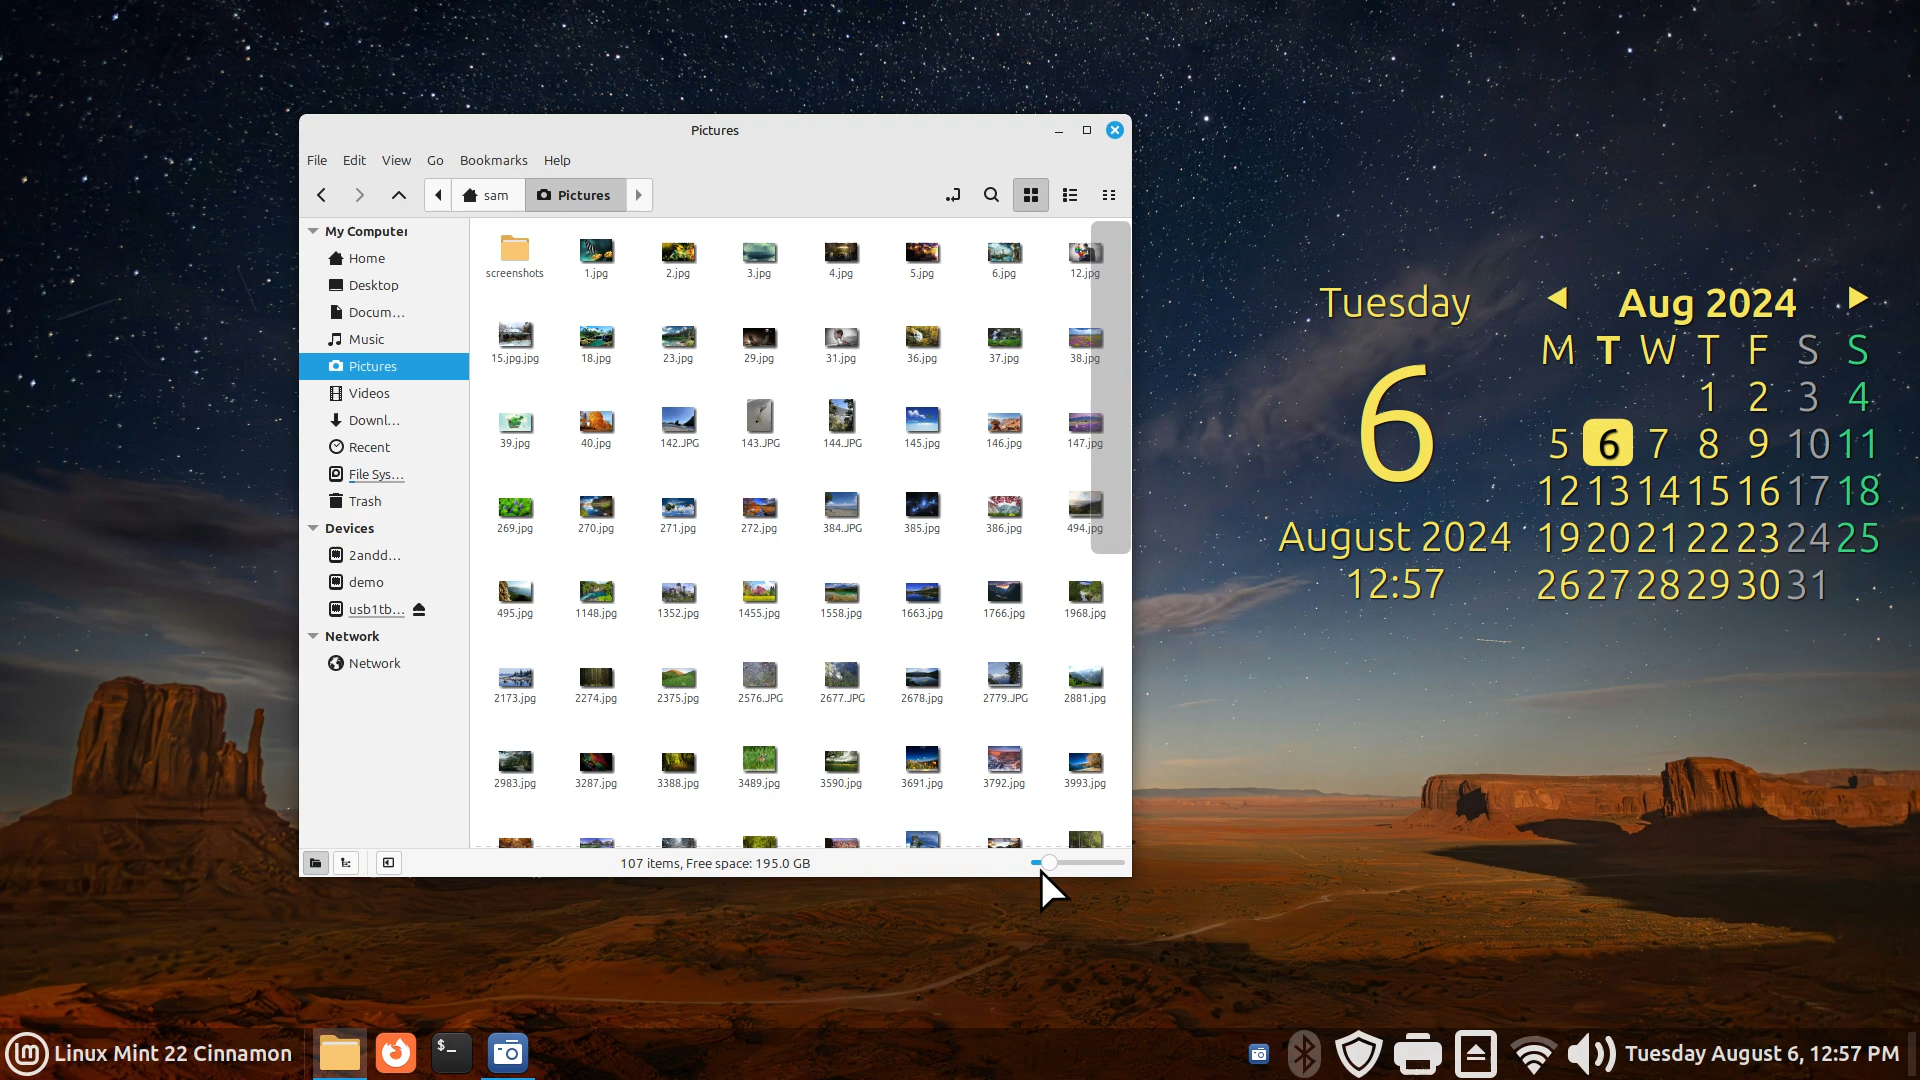 Pictures
File Edit View Go Bookmarks Help
sam Pictures
My Computer
Home
Desktop
Docum...
Music
Pictures
Videos
Downl...
Recent
File Sys...
Trash
Devices
2andd...
demo
usb1tb...
Network
Network
screenshots 1.jpg 2.jpg 3.jpg 4.jpg 5.jpg 6.jpg 12.jpg
15.jpg.jpg 18.jpg 23.jpg 29.jpg 31.jpg 36.jpg 37.jpg 38.jpg
39.jpg 40.jpg 142.JPG 143.JPG 144.JPG 145.jpg 146.jpg 147.jpg
269.jpg 270.jpg 271.jpg 272.jpg 384.JPG 385.jpg 386.jpg 494.jpg
495.jpg 1148.jpg 1352.jpg 1455.jpg 1558.jpg 1663.jpg 1766.jpg 1968.jpg
2173.jpg 2274.jpg 2375.jpg 2576.JPG 2677.JPG 2678.jpg 2779.JPG 2881.jpg
2983.jpg 3287.jpg 3388.jpg 3489.jpg 3590.jpg 3691.jpg 3792.jpg 3993.jpg
107 items, Free space: 195.0 GB
Tuesday
6
August 2024
12:57
Aug 2024
M T W T F S S
1 2 3 4
5 6 7 8 9 10 11
12 13 14 15 16 17 18
19 20 21 22 23 24 25
26 27 28 29 30 31
Linux Mint 22 Cinnamon
$_
Tuesday August 6, 12:57 PM